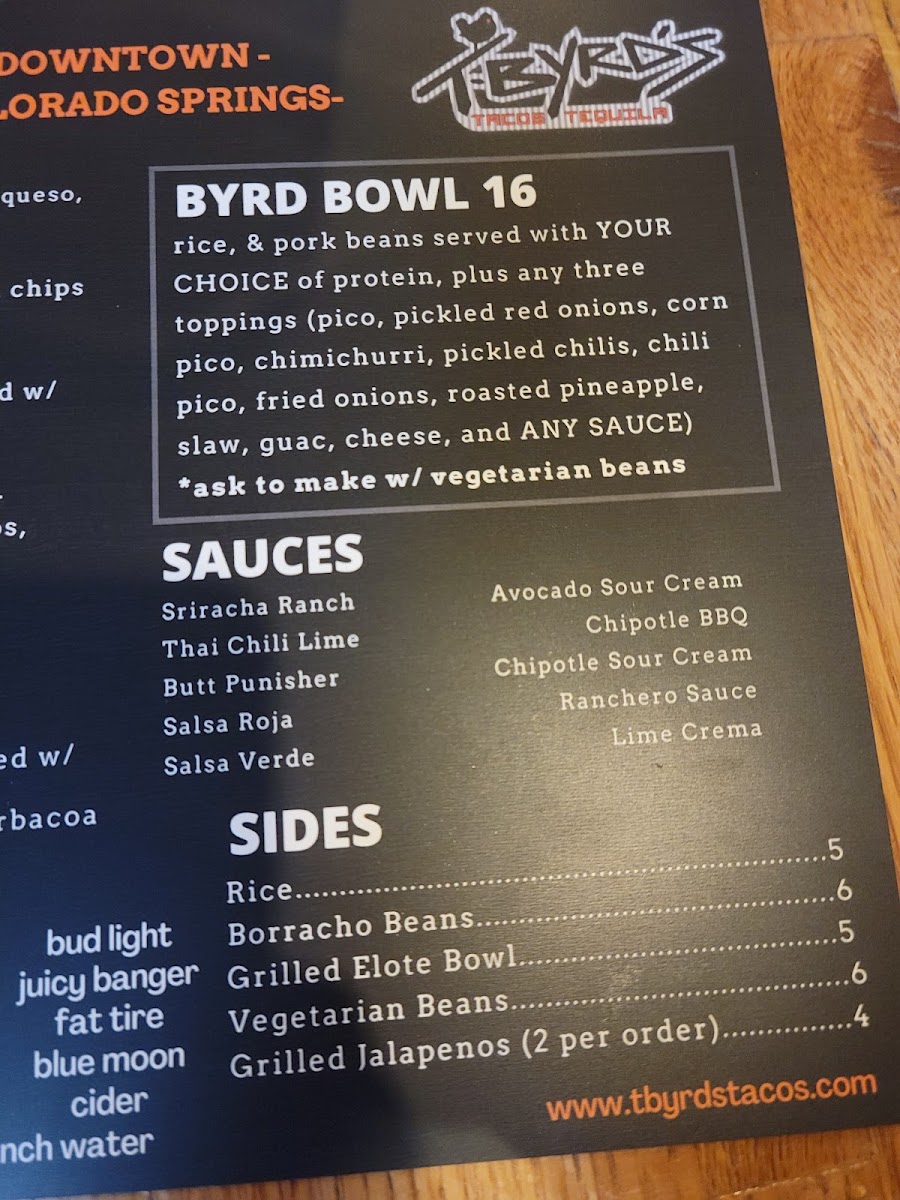 DOWNTOWN -
LORADO SPRINGS-
T-BYRD'S
TACOS TEQUILA
queso,
chips
d w/
s,
ed w/
rbacoa
BYRD BOWL 16
rice, & pork beans served with YOUR
CHOICE of protein, plus any three
toppings (pico, pickled red onions, corn
pico, chimichurri, pickled chilis, chili
pico, fried onions, roasted pineapple,
slaw, guac, cheese, and ANY SAUCE)
*ask to make w/ vegetarian beans
SAUCES
Sriracha Ranch
Thai Chili Lime
Butt Punisher
Salsa Roja
Salsa Verde
Avocado Sour Cream
Chipotle BBQ
Chipotle Sour Cream
Ranchero Sauce
Lime Crema
SIDES
Rice.....5
Borracho Beans.....6
Grilled Elote Bowl.....5
Vegetarian Beans.....6
Grilled Jalapenos (2 per order).....4
bud light
juicy banger
fat tire
blue moon
cider
nch water
www.tbyrdstacos.com